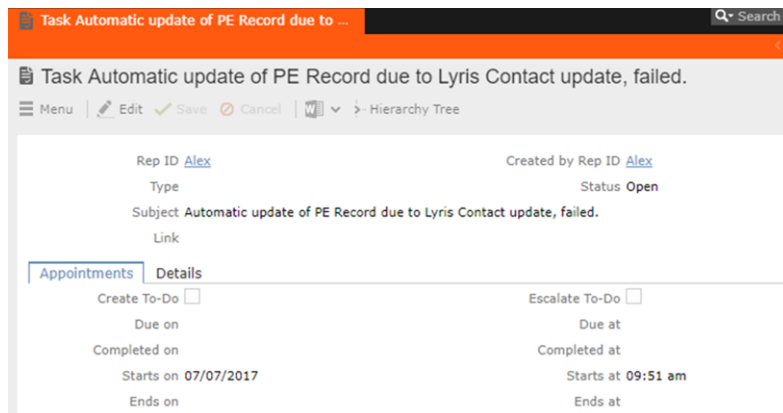 Task Automatic update of PE Record due to ...
Search
Task Automatic update of PE Record due to Lyris Contact update, failed.
Menu Edit Save Cancel Hierarchy Tree
Rep ID Alex Created by Rep ID Alex
Type Status Open
Subject Automatic update of PE Record due to Lyris Contact update, failed.
Link
Appointments Details
Create To-Do Escalate To-Do
Due on Due at
Completed on Completed at
Starts on 07/07/2017 Starts at 09:51 am
Ends on Ends at